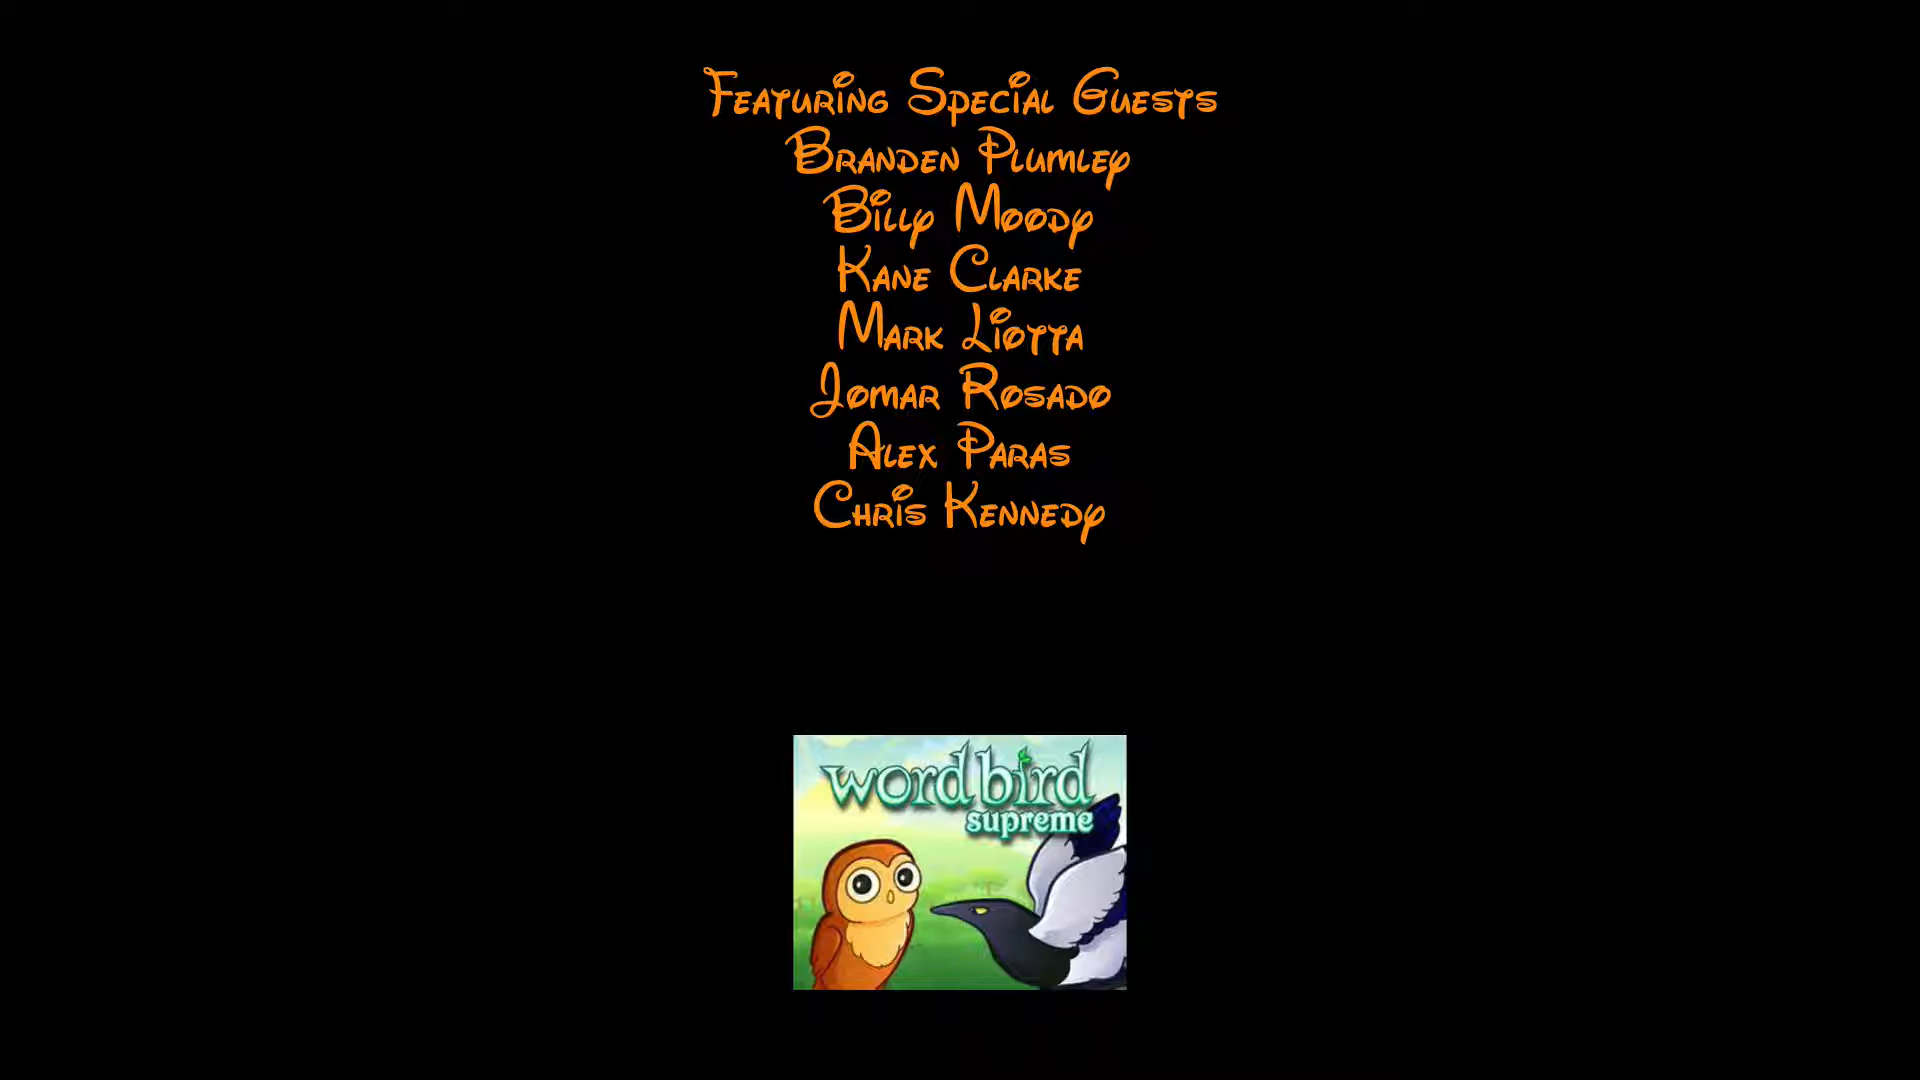 Featuring Special Guests
Branden Plumley
Billy Moody
Kane Clarke
Mark Liotta
Jomar Rosado
Alex Paras
Chris Kennedy
word bird
supreme